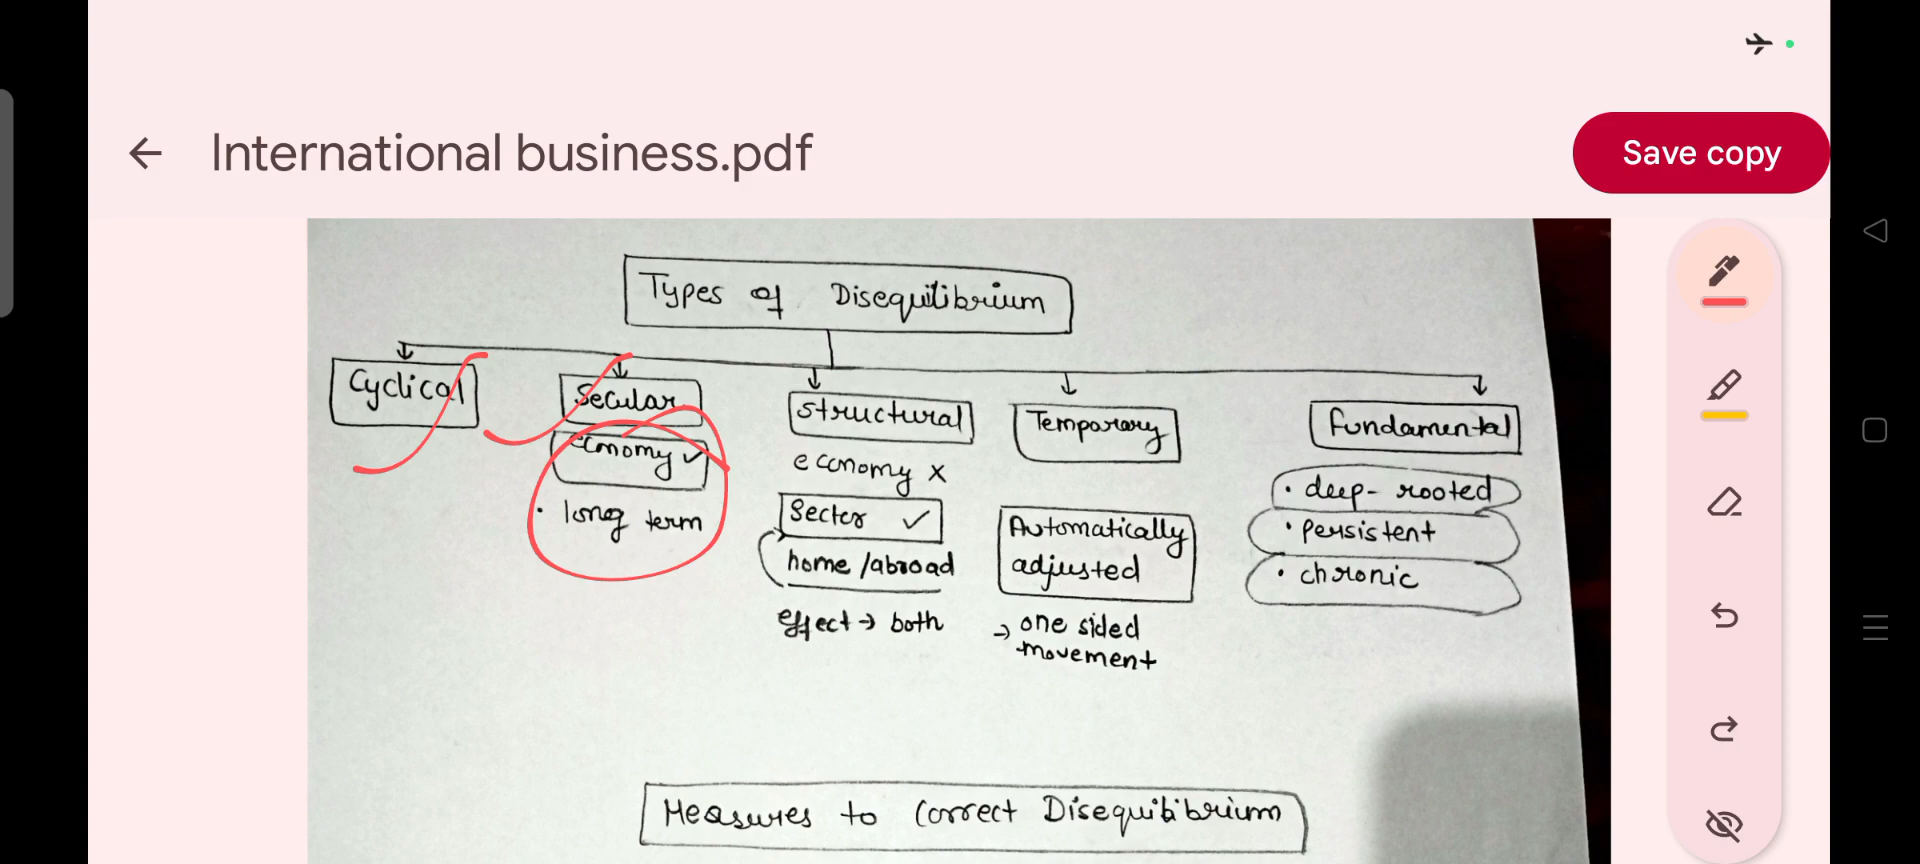 International business.pdf
Save copy
Types of Disequilibrium
Cyclical
Secular
economy ✓
• long term
Structural
economy x
Sector ✓
home /abroad
effect → both
Temporary
Automatically
adjusted
→ one sided
movement
fundamental
• deep- rooted
• persistent
• chronic
Measures to Correct Disequilibrium